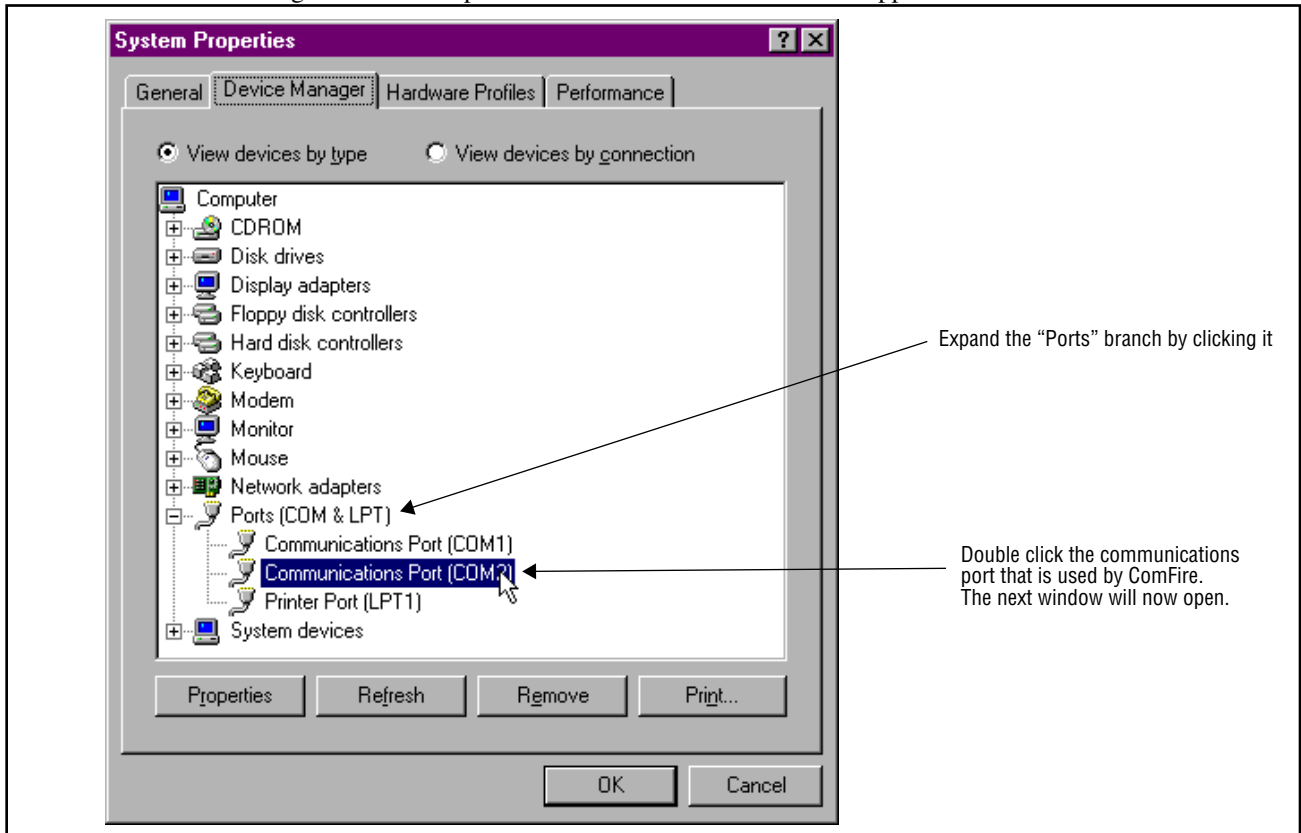 System Properties
General Device Manager Hardware Profiles Performance
View devices by type View devices by connection
Computer
CDROM
Disk drives
Display adapters
Floppy disk controllers
Hard disk controllers
Keyboard
Modem
Monitor
Mouse
Network adapters
Ports (COM & LPT)
Communications Port (COM1)
Communications Port (COM2)
Printer Port (LPT1)
System devices
Properties Refresh Remove Print...
OK Cancel
Expand the “Ports” branch by clicking it
Double click the communications
port that is used by ComFire.
The next window will now open.